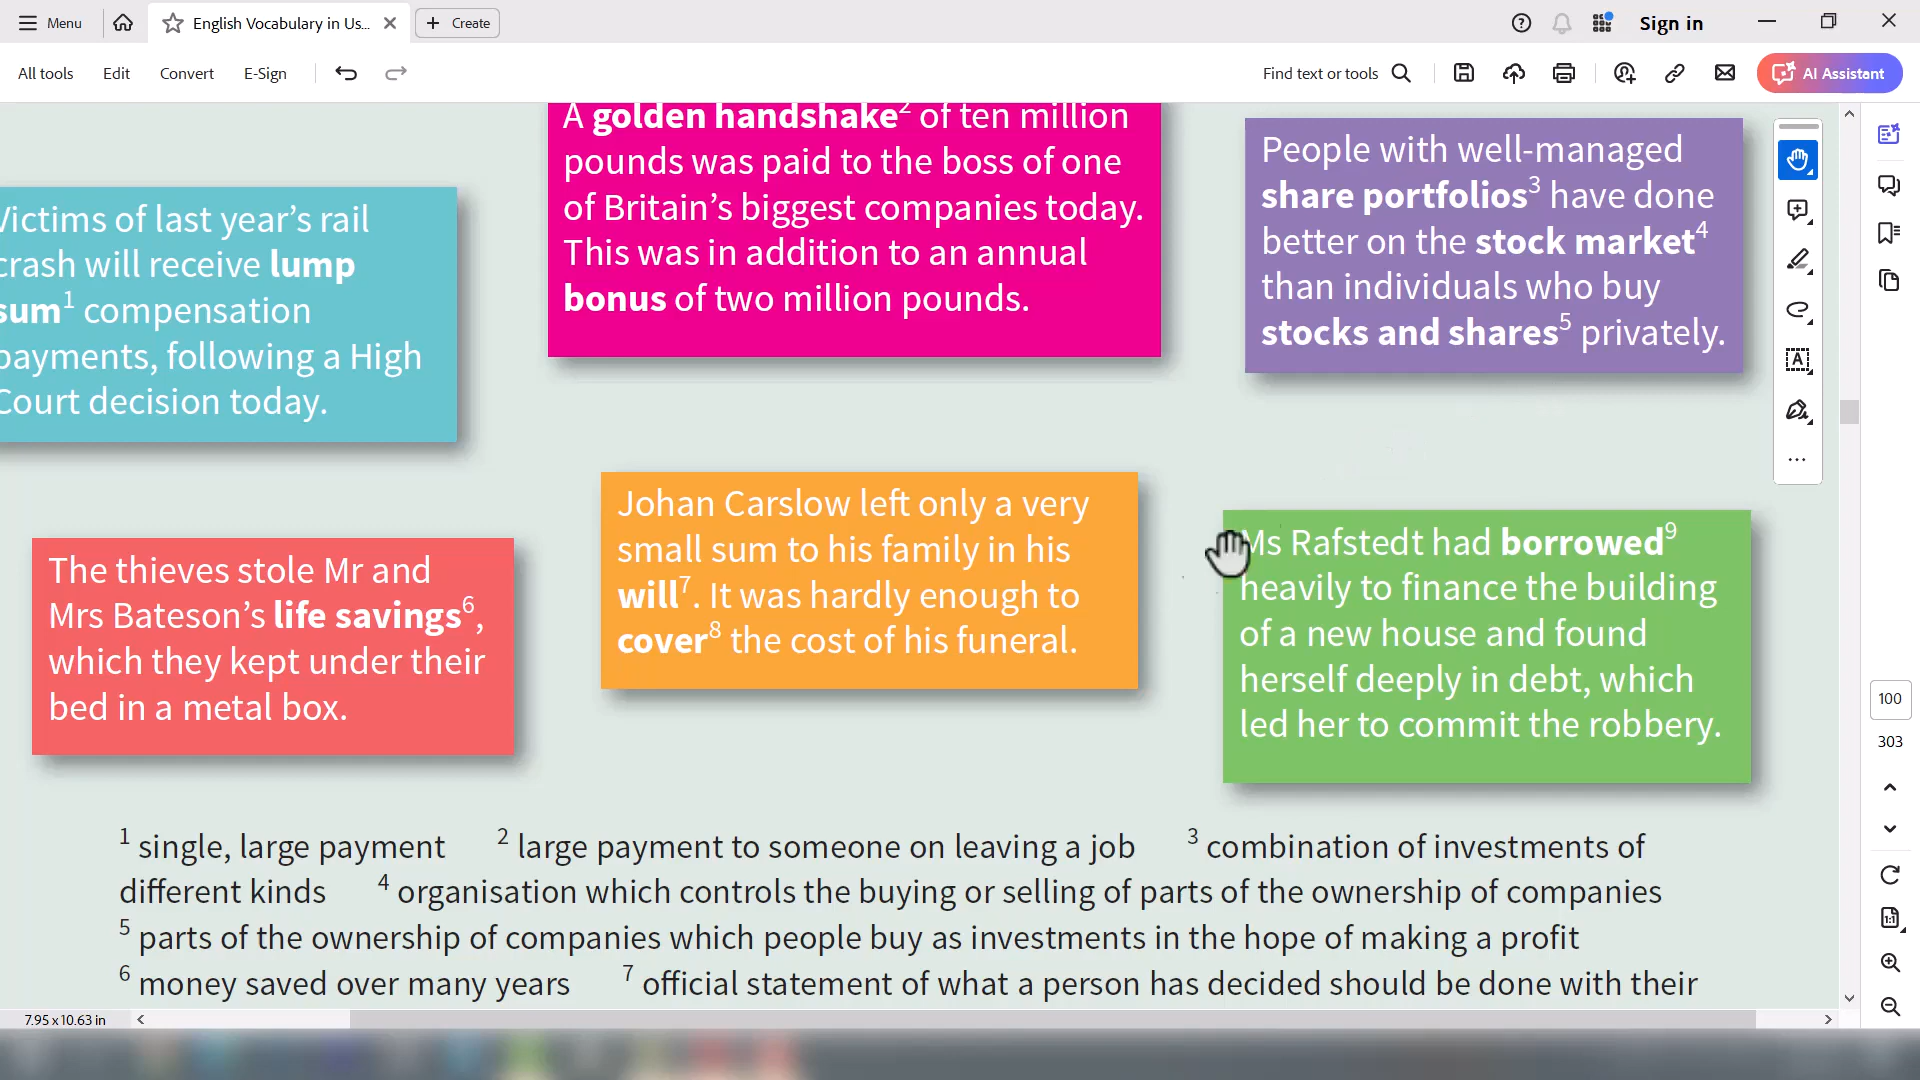 Menu
English Vocabulary in Us...
Create
Sign in
All tools
Edit
Convert
E-Sign
Find text or tools
AI Assistant
A golden handshake2 of ten million
pounds was paid to the boss of one
of Britain's biggest companies today.
This was in addition to an annual
bonus of two million pounds.
People with well-managed
share portfolios3 have done
better on the stock market4
than individuals who buy
stocks and shares5 privately.
Victims of last year's rail
crash will receive lump
sum1 compensation
payments, following a High
Court decision today.
The thieves stole Mr and
Mrs Bateson's life savings6,
which they kept under their
bed in a metal box.
Johan Carslow left only a very
small sum to his family in his
will7. It was hardly enough to
cover8 the cost of his funeral.
Ms Rafstedt had borrowed9
heavily to finance the building
of a new house and found
herself deeply in debt, which
led her to commit the robbery.
1 single, large payment 2 large payment to someone on leaving a job 3 combination of investments of
different kinds 4 organisation which controls the buying or selling of parts of the ownership of companies
5 parts of the ownership of companies which people buy as investments in the hope of making a profit
6 money saved over many years 7 official statement of what a person has decided should be done with their
100
303
7.95 x 10.63 in